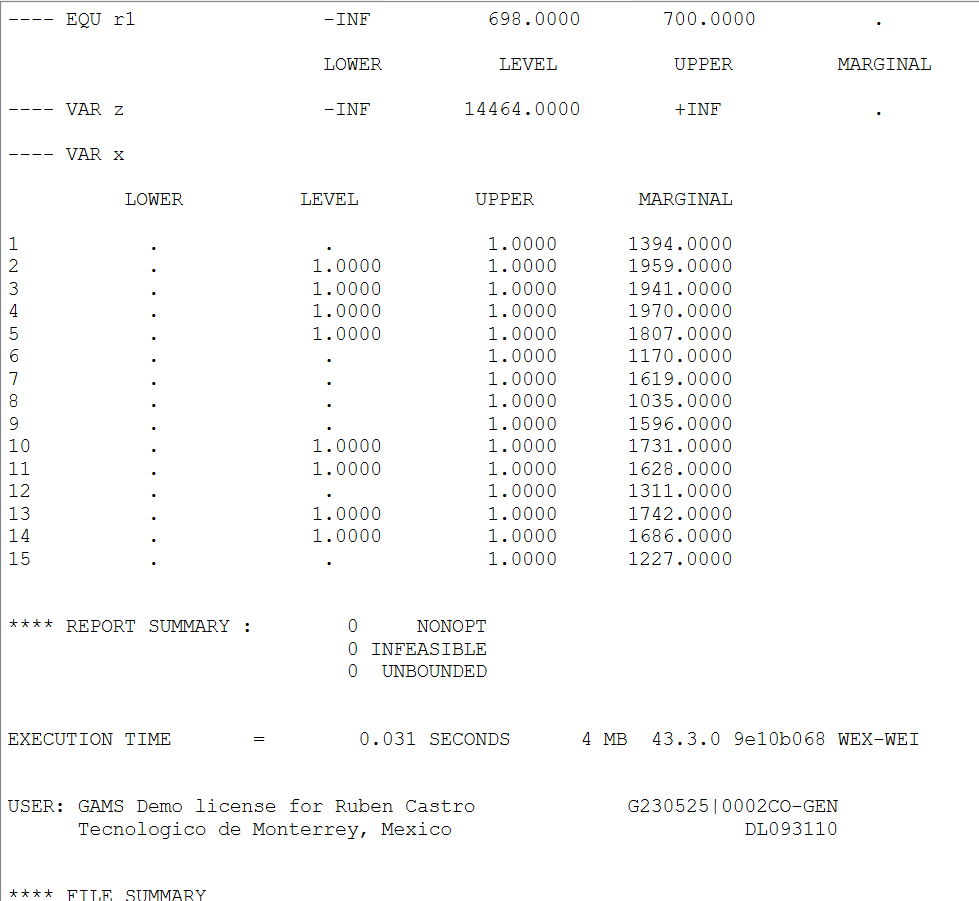 ---- EQU r1                -INF          698.0000       700.0000          .
                           LOWER          LEVEL          UPPER         MARGINAL
---- VAR z                 -INF        14464.0000        +INF             .
---- VAR x
          LOWER          LEVEL          UPPER         MARGINAL
1           .              .             1.0000      1394.0000
2           .             1.0000         1.0000      1959.0000
3           .             1.0000         1.0000      1941.0000
4           .             1.0000         1.0000      1970.0000
5           .             1.0000         1.0000      1807.0000
6           .              .             1.0000      1170.0000
7           .              .             1.0000      1619.0000
8           .              .             1.0000      1035.0000
9           .              .             1.0000      1596.0000
10          .             1.0000         1.0000      1731.0000
11          .             1.0000         1.0000      1628.0000
12          .              .             1.0000      1311.0000
13          .             1.0000         1.0000      1742.0000
14          .             1.0000         1.0000      1686.0000
15          .              .             1.0000      1227.0000
**** REPORT SUMMARY :        0     NONOPT
                             0 INFEASIBLE
                             0  UNBOUNDED
EXECUTION TIME       =        0.031 SECONDS      4 MB  43.3.0 9e10b068 WEX-WEI
USER: GAMS Demo license for Ruben Castro             G230525|0002CO-GEN
      Tecnologico de Monterrey, Mexico                         DL093110
**** FILE SUMMARY